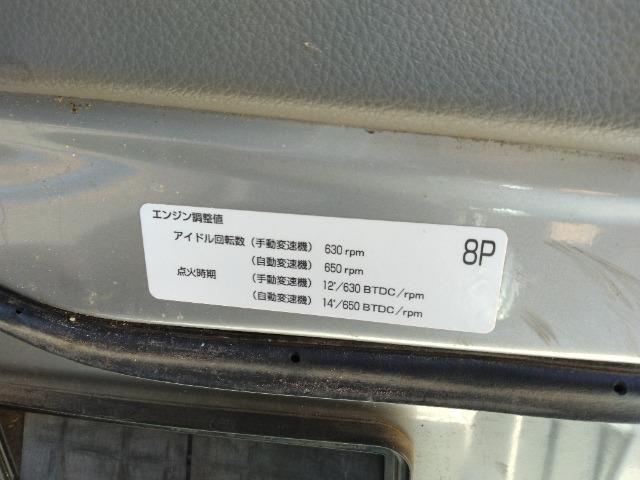 エンジン調整値
アイドル回転数 (手動変速機) 630 rpm
(自動変速機) 650 rpm
点火時期 (手動変速機) 12°/630 BTDC/rpm
(自動変速機) 14°/650 BTDC/rpm
8P